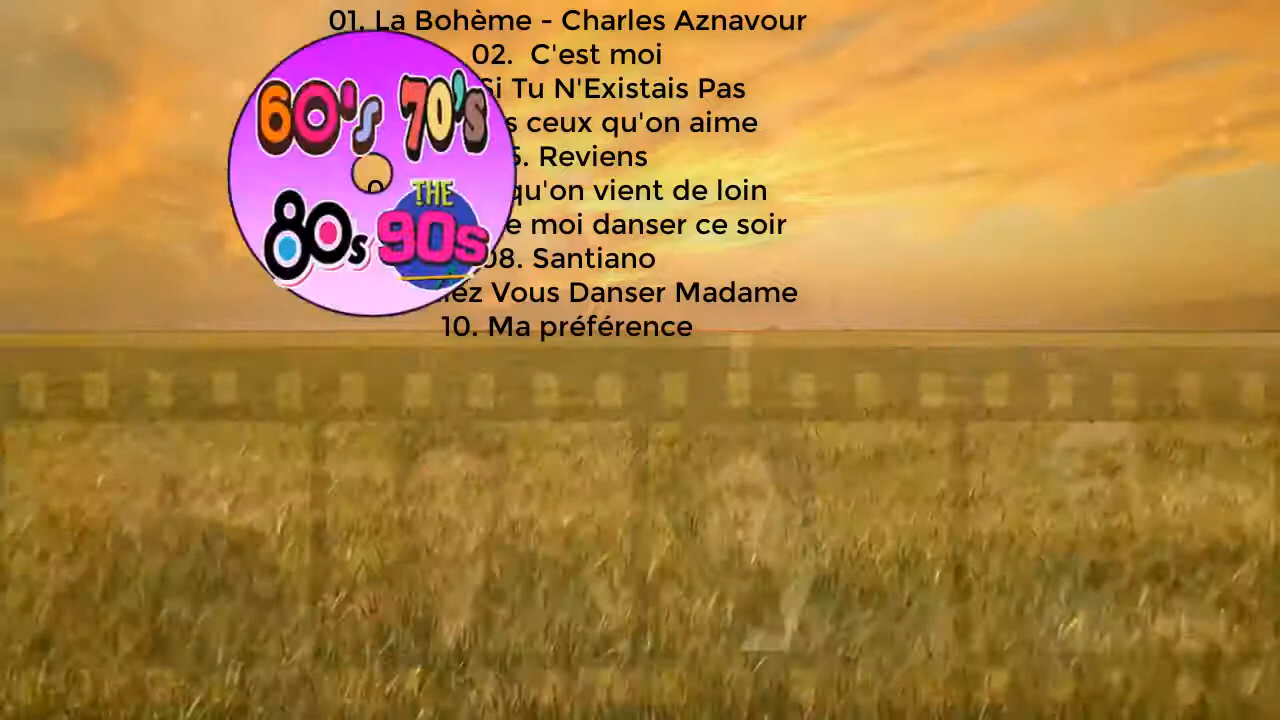 01. La Bohème - Charles Aznavour
02. C'est moi
Si Tu N'Existais Pas
ceux qu'on aime
5. Reviens
qu'on vient de loin
moi danser ce soir
08. Santiano
Vous Danser Madame
10. Ma préférence
60's 70's
80s THE 90s